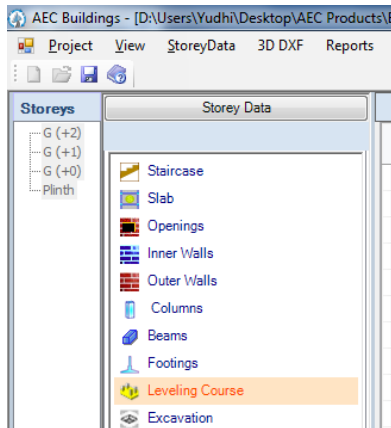 AEC Buildings - [D:\Users\Yudhi\Desktop\AEC Products\
Project View StoreyData 3D DXF Reports
Storeys
Storey Data
G (+2)
G (+1)
G (+0)
Plinth
Staircase
Slab
Openings
Inner Walls
Outer Walls
Columns
Beams
Footings
Leveling Course
Excavation